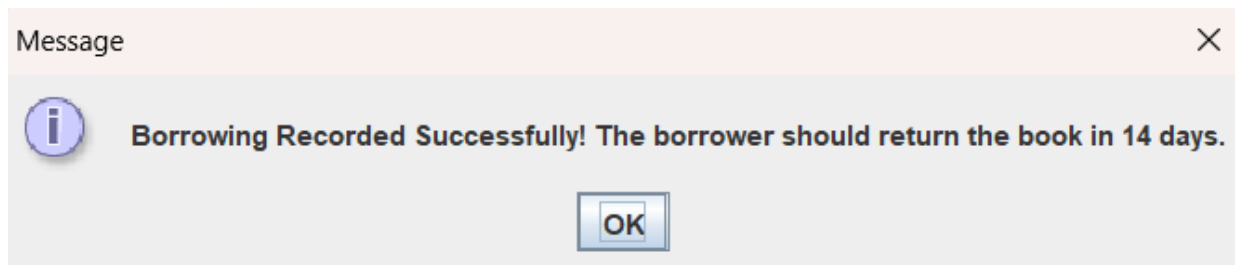 Message
Borrowing Recorded Successfully! The borrower should return the book in 14 days.
OK